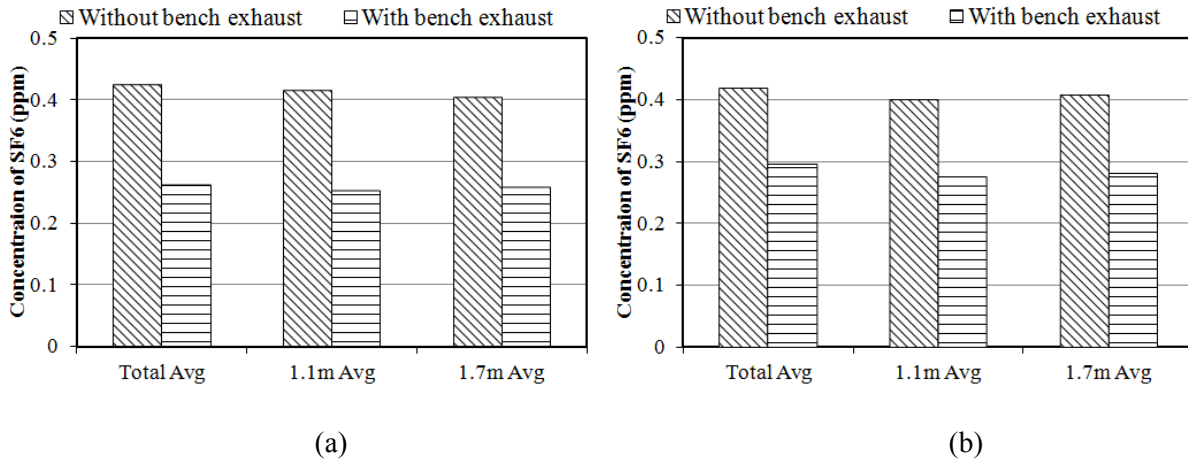 Without bench exhaust With bench exhaust
0.5
0.4
0.3
0.2
0.1
0
Concentraion of SF6 (ppm)
Total Avg 1.1m Avg 1.7m Avg
(a)
Without bench exhaust With bench exhaust
0.5
0.4
0.3
0.2
0.1
0
Concentraion of SF6 (ppm)
Total Avg 1.1m Avg 1.7m Avg
(b)